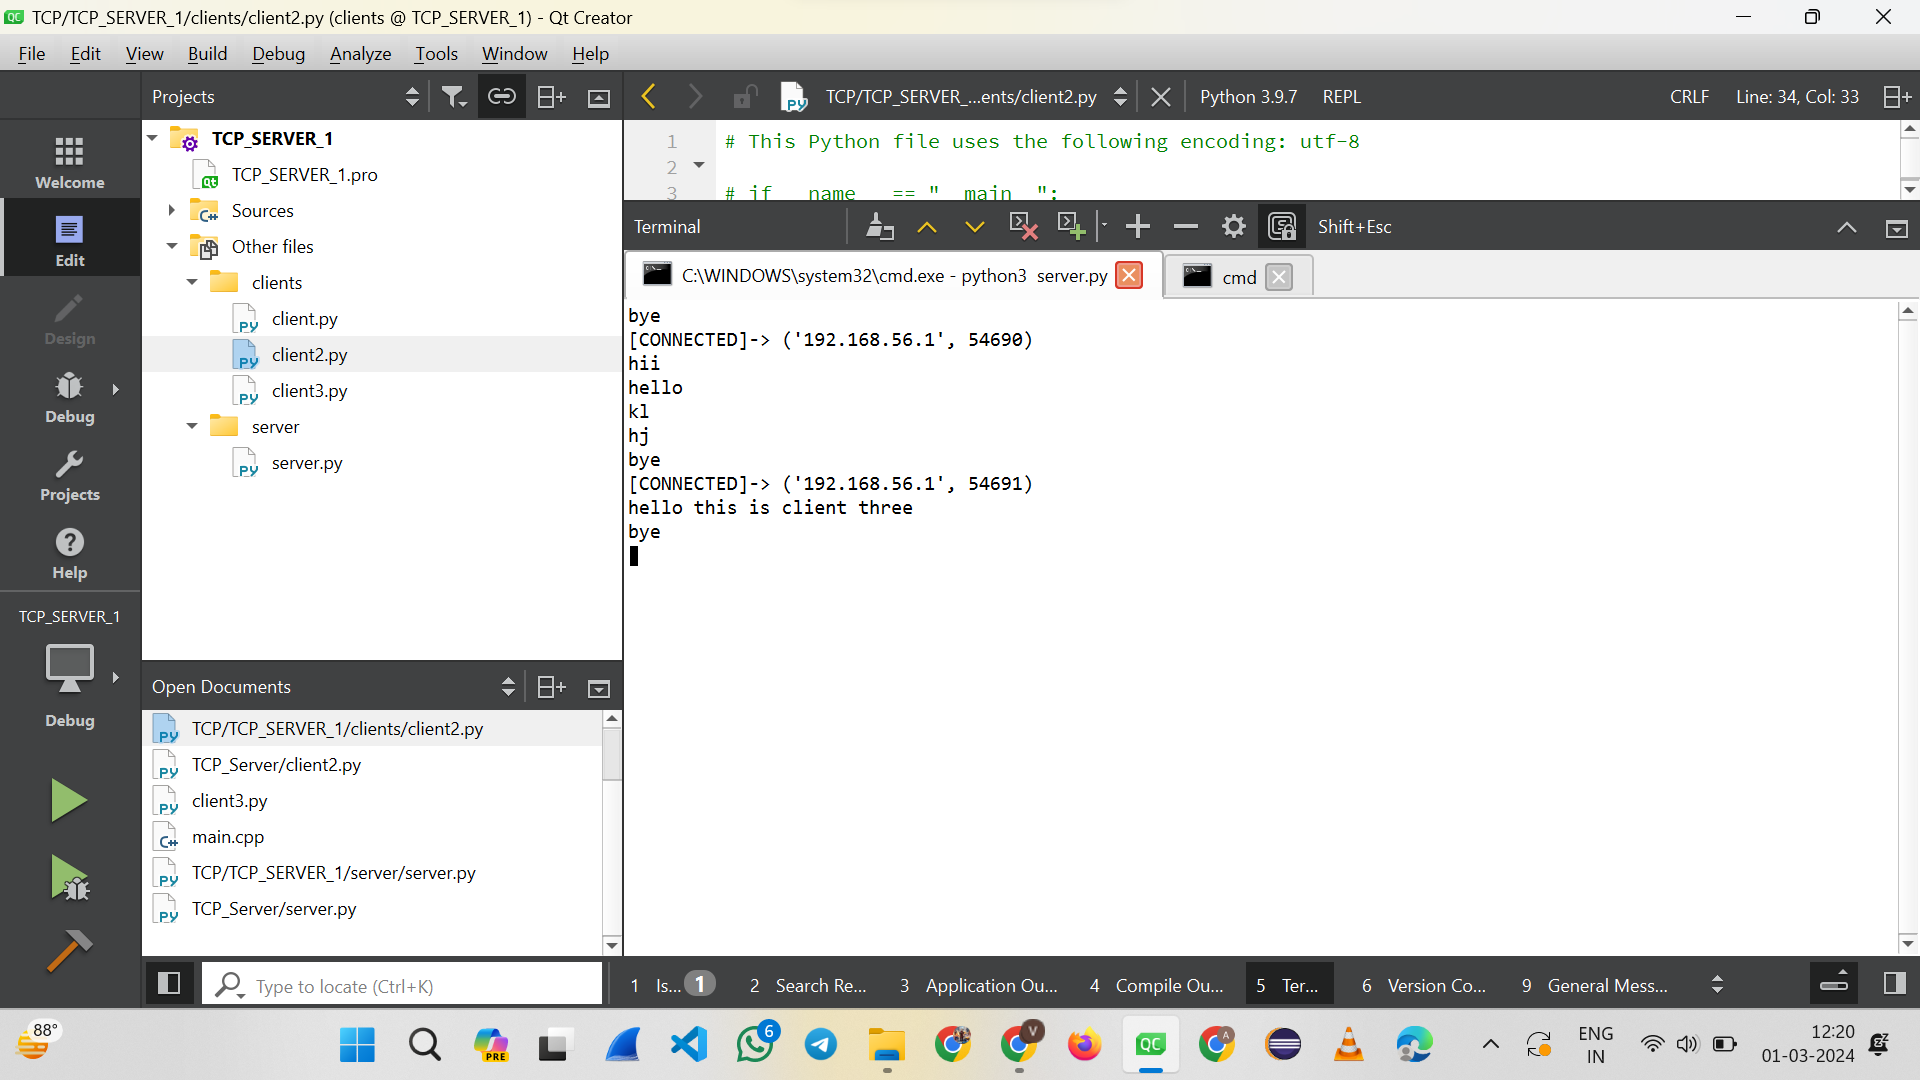 TCP/TCP_SERVER_1/clients/client2.py (clients @ TCP_SERVER_1) - Qt Creator
File Edit View Build Debug Analyze Tools Window Help
Projects
TCP/TCP_SERVER_...ents/client2.py
Python 3.9.7 REPL
CRLF Line: 34, Col: 33
Welcome
Edit
Design
Debug
Projects
Help
TCP_SERVER_1
Debug
TCP_SERVER_1
TCP_SERVER_1.pro
Sources
Other files
clients
client.py
client2.py
client3.py
server
server.py
Open Documents
TCP/TCP_SERVER_1/clients/client2.py
TCP_Server/client2.py
client3.py
main.cpp
TCP/TCP_SERVER_1/server/server.py
TCP_Server/server.py
1 # This Python file uses the following encoding: utf-8
2
3 # if __name__ == "__main__":
Terminal
Shift+Esc
C:\WINDOWS\system32\cmd.exe - python3 server.py
cmd
bye
[CONNECTED]-> ('192.168.56.1', 54690)
hii
hello
kl
hj
bye
[CONNECTED]-> ('192.168.56.1', 54691)
hello this is client three
bye
Type to locate (Ctrl+K)
1 Is... 1
2 Search Re...
3 Application Ou...
4 Compile Ou...
5 Ter...
6 Version Co...
9 General Mess...
88°
PRE
6
V
QC
A
ENG
IN
12:20
01-03-2024